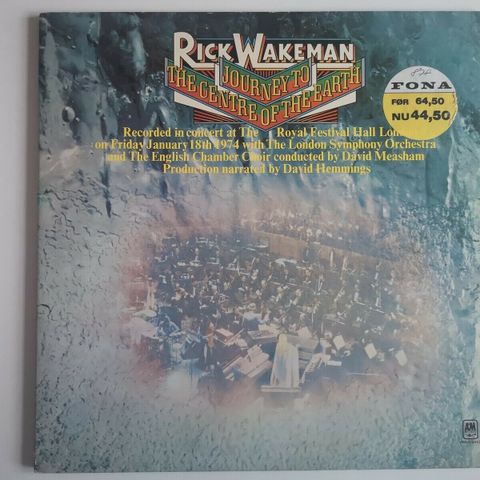 RICK WAKEMAN
JOURNEY TO
THE CENTRE OF THE EARTH
Recorded in concert at The Royal Festival Hall London
on Friday January 18th 1974 with The London Symphony Orchestra
and The English Chamber Choir conducted by David Measham
Production narrated by David Hemmings
FONA
FØR 64,50
NU 44,50
A&M